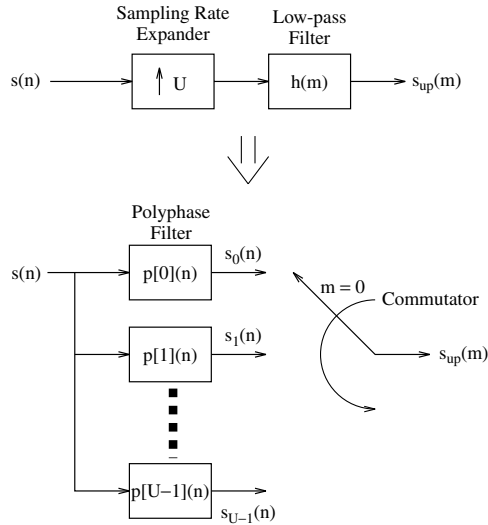 Sampling Rate
Expander
Low-pass
Filter
s(n)
↑ U
h(m)
s_up(m)
Polyphase
Filter
s(n)
p[0](n)
s_0(n)
m = 0
Commutator
p[1](n)
s_1(n)
s_up(m)
p[U−1](n)
s_U−1(n)